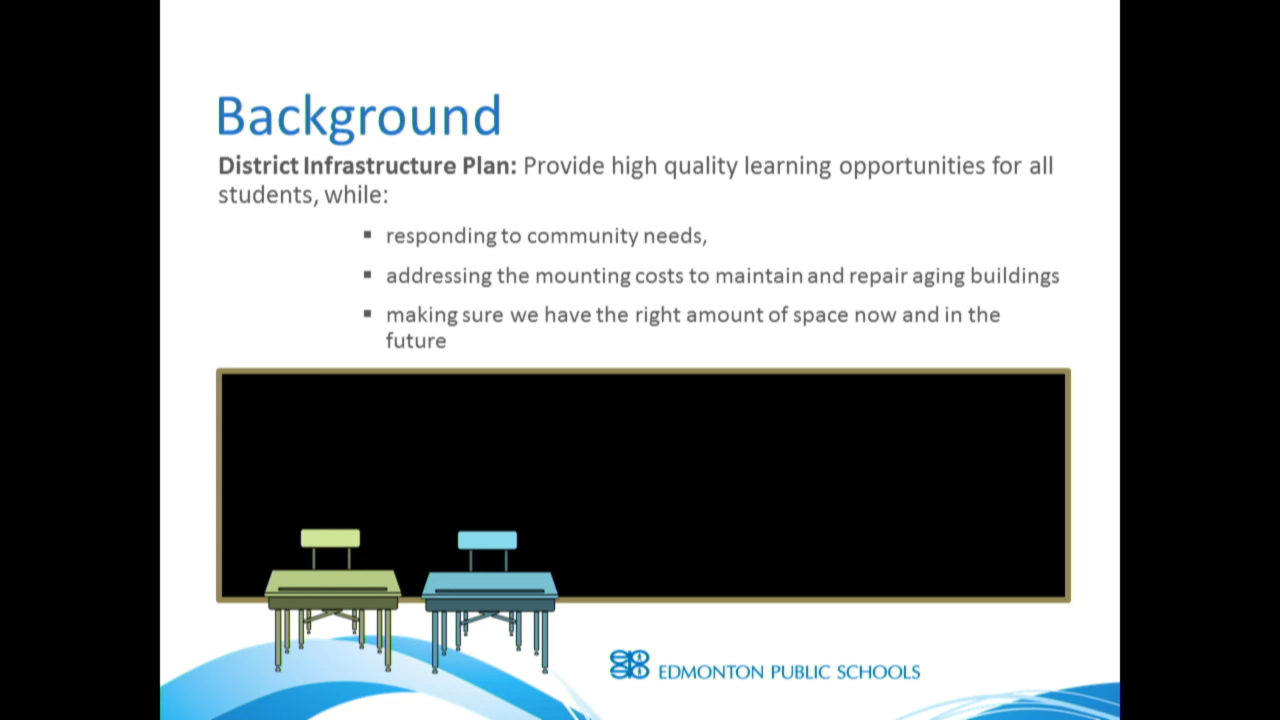 Background
District Infrastructure Plan: Provide high quality learning opportunities for all
students, while:
▪ responding to community needs,
▪ addressing the mounting costs to maintain and repair aging buildings
▪ making sure we have the right amount of space now and in the
future
EDMONTON PUBLIC SCHOOLS